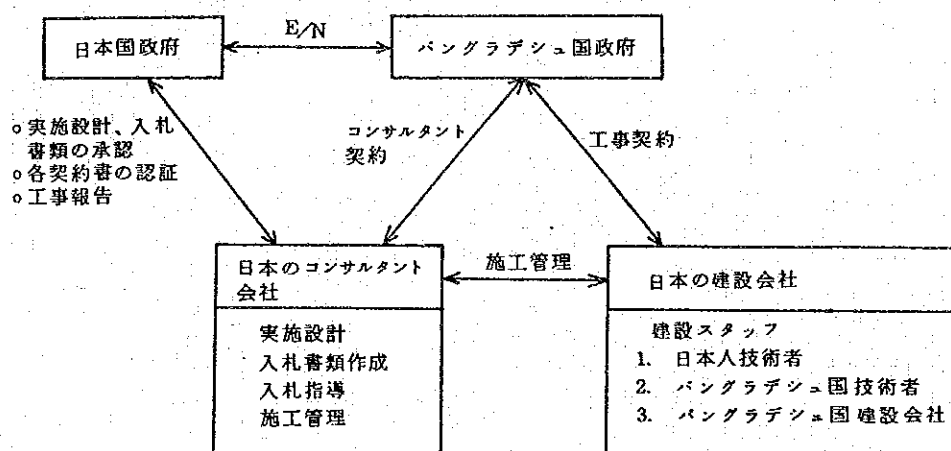 E/N
日本国政府
バングラデシュ国政府
実施設計、入札
書類の承認
各契約書の認証
工事報告
コンサルタント
契約
工事契約
日本のコンサルタント
会社
施工管理
日本の建設会社
実施設計
入札書類作成
入札指導
施工管理
建設スタッフ
1. 日本人技術者
2. バングラデシュ国技術者
3. バングラデシュ国建設会社